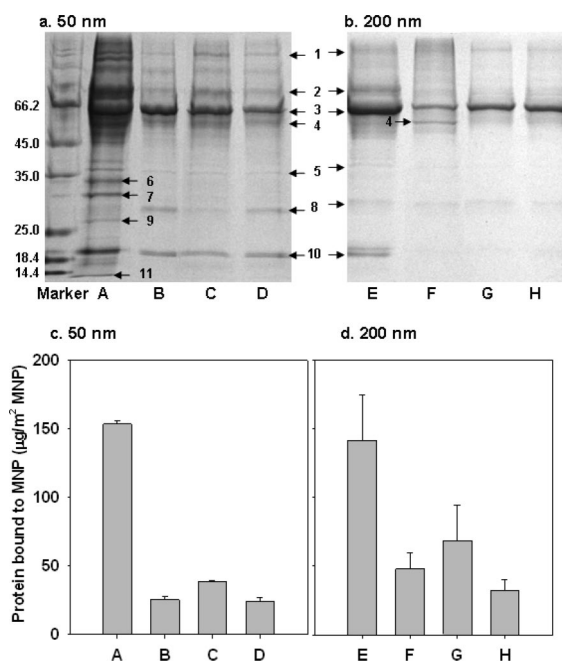 a. 50 nm
b. 200 nm
66.2
45.0
35.0
25.0
18.4
14.4
1
2
3
4
5
6
7
8
9
10
11
4
Marker A B C D
E F G H
c. 50 nm
d. 200 nm
Protein bound to MNP (µg/m² MNP)
200
150
100
50
0
A B C D
E F G H